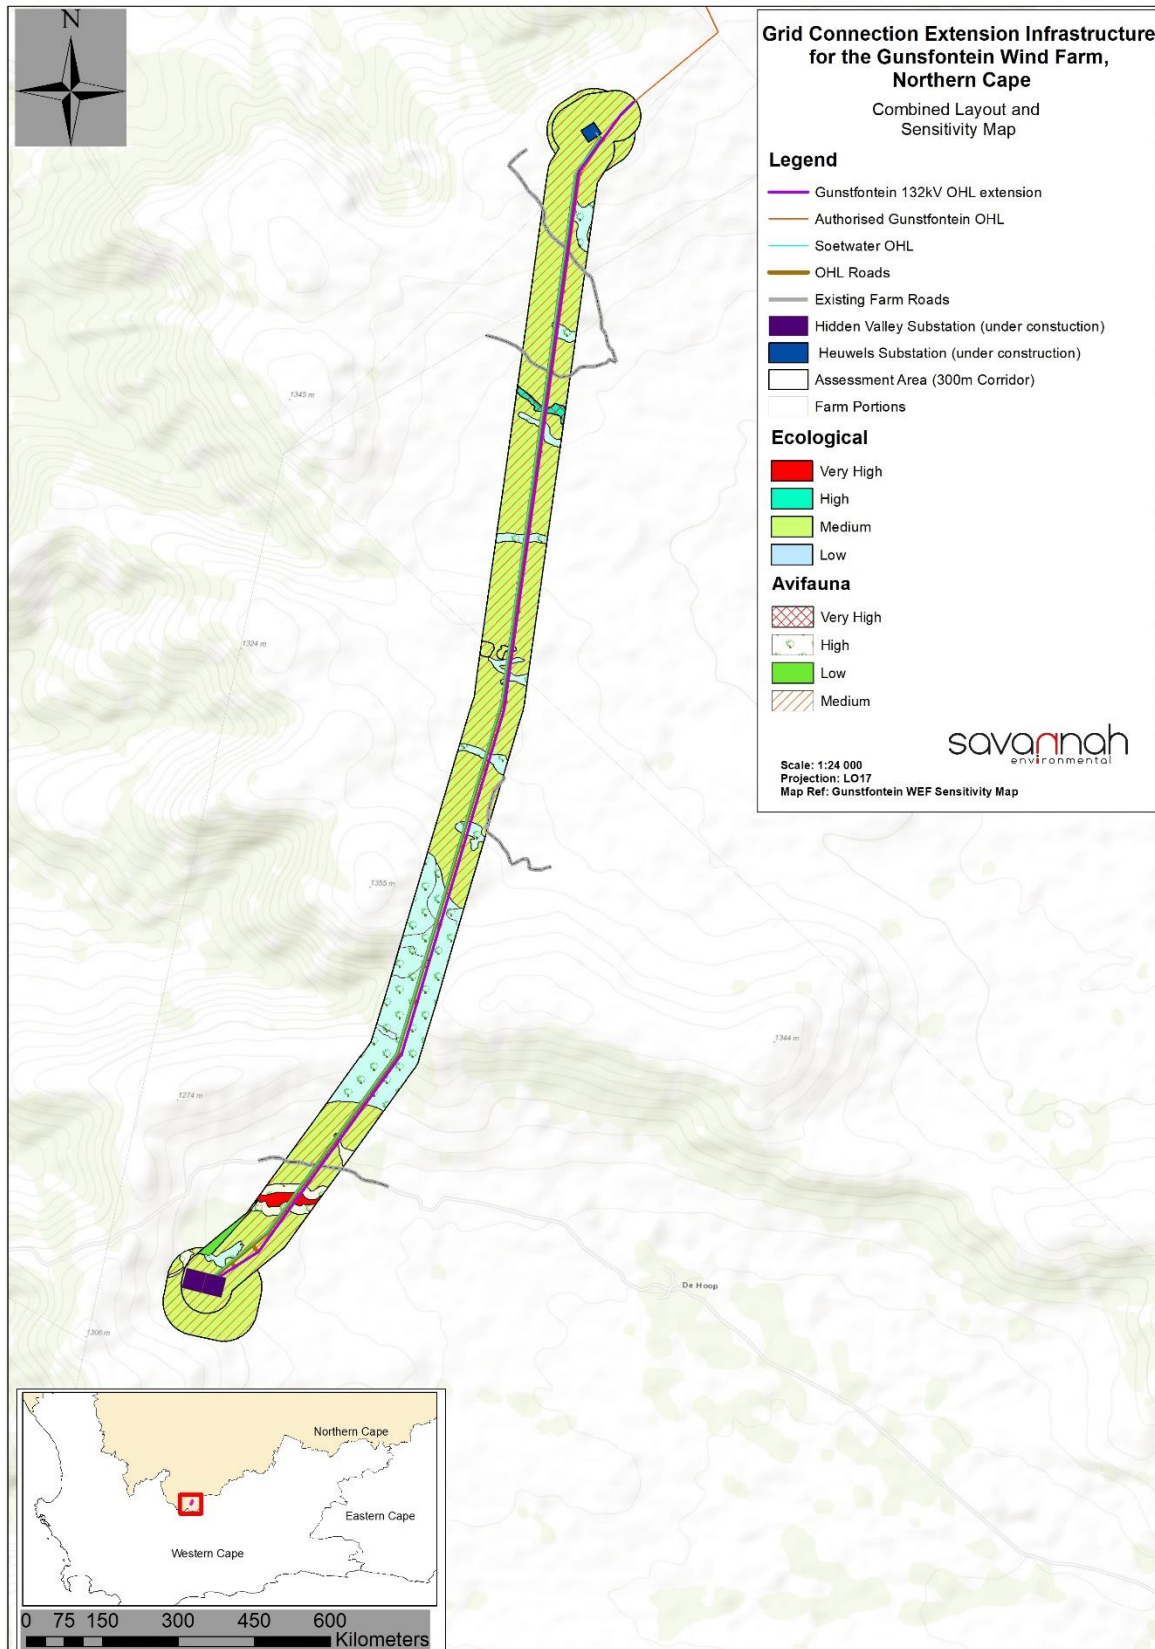 N
Grid Connection Extension Infrastructure
for the Gunsfontein Wind Farm,
Northern Cape
Combined Layout and
Sensitivity Map
Legend
Gunstfontein 132kV OHL extension
Authorised Gunstfontein OHL
Soetwater OHL
OHL Roads
Existing Farm Roads
Hidden Valley Substation (under constuction)
Heuwels Substation (under construction)
Assessment Area (300m Corridor)
Farm Portions
Ecological
Very High
High
Medium
Low
Avifauna
Very High
High
Low
Medium
savannah
environmental
Scale: 1:24 000
Projection: LO17
Map Ref: Gunstfontein WEF Sensitivity Map
1345 m
1324 m
1355 m
1344 m
1274 m
De Hoop
1306 m
Northern Cape
Eastern Cape
Western Cape
0 75 150 300 450 600
Kilometers